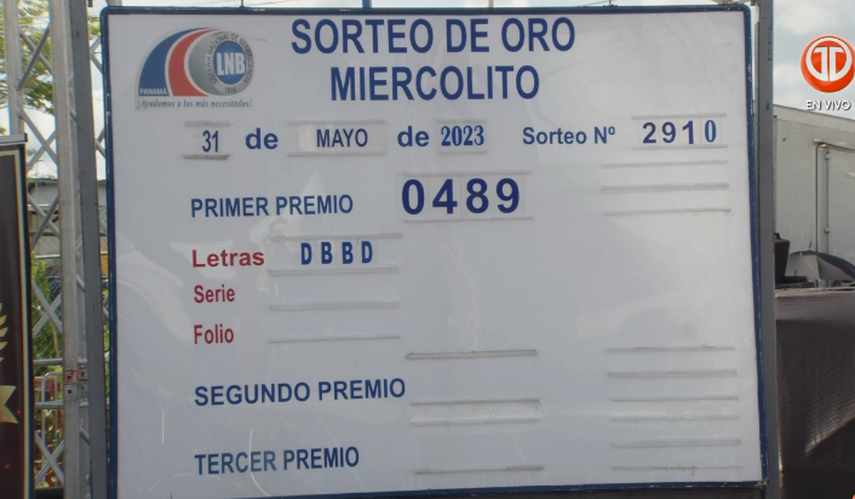 SORTEO DE ORO
MIERCOLITO
LNB
PANAMÁ
¡Ayudamos a los más necesitados!
EN VIVO
31 de MAYO de 2023 Sorteo Nº 2910
PRIMER PREMIO 0489
Letras DBBD
Serie
Folio
SEGUNDO PREMIO
TERCER PREMIO